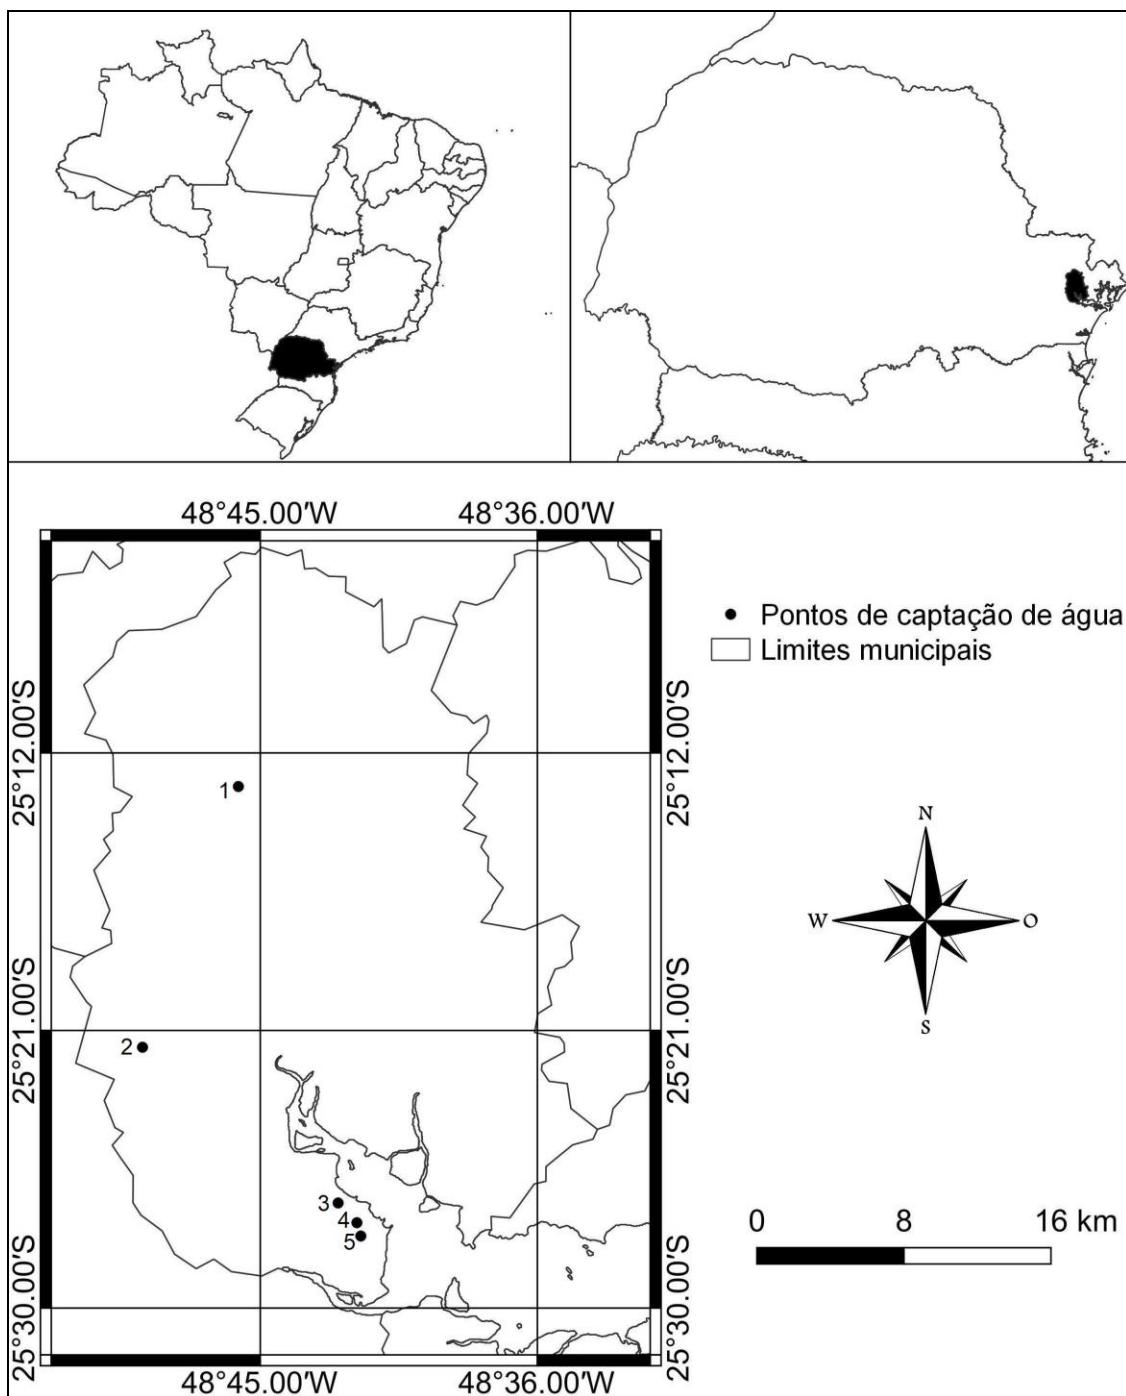 48°45.00'W 48°36.00'W
Pontos de captação de água
Limites municipais
25°12.00'S 25°12.00'S
1
N
W O
S
25°21.00'S 25°21.00'S
2
3
4
5
0 8 16 km
25°30.00'S 25°30.00'S
48°45.00'W 48°36.00'W